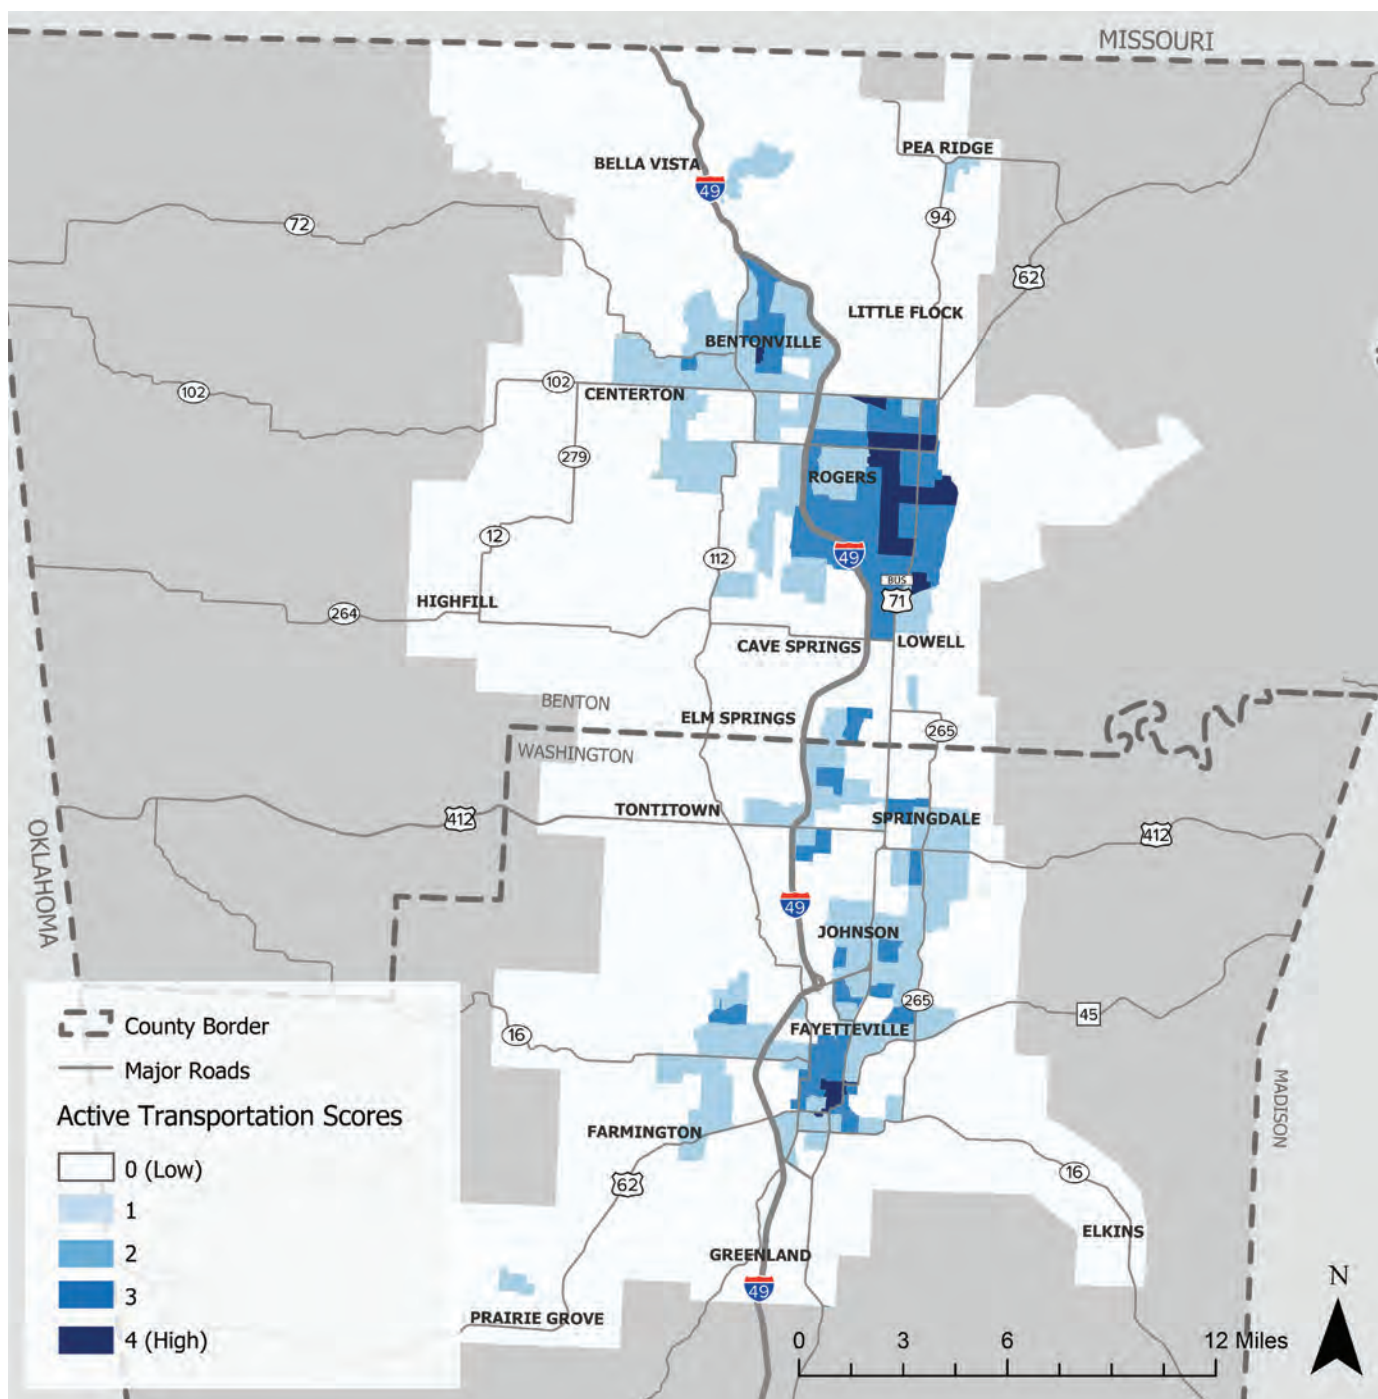 MISSOURI
PEA RIDGE
BELLA VISTA
49
94
72
62
LITTLE FLOCK
BENTONVILLE
102
102
CENTERTON
279
ROGERS
12
112
49
BUS
71
HIGHFILL
264
CAVE SPRINGS
LOWELL
BENTON
ELM SPRINGS
265
WASHINGTON
TONTITOWN
412
SPRINGDALE
412
OKLAHOMA
49
JOHNSON
265
45
16
FAYETTEVILLE
MADISON
FARMINGTON
62
16
ELKINS
GREENLAND
49
PRAIRIE GROVE
County Border
Major Roads
Active Transportation Scores
0 (Low)
1
2
3
4 (High)
N
0 3 6 12 Miles